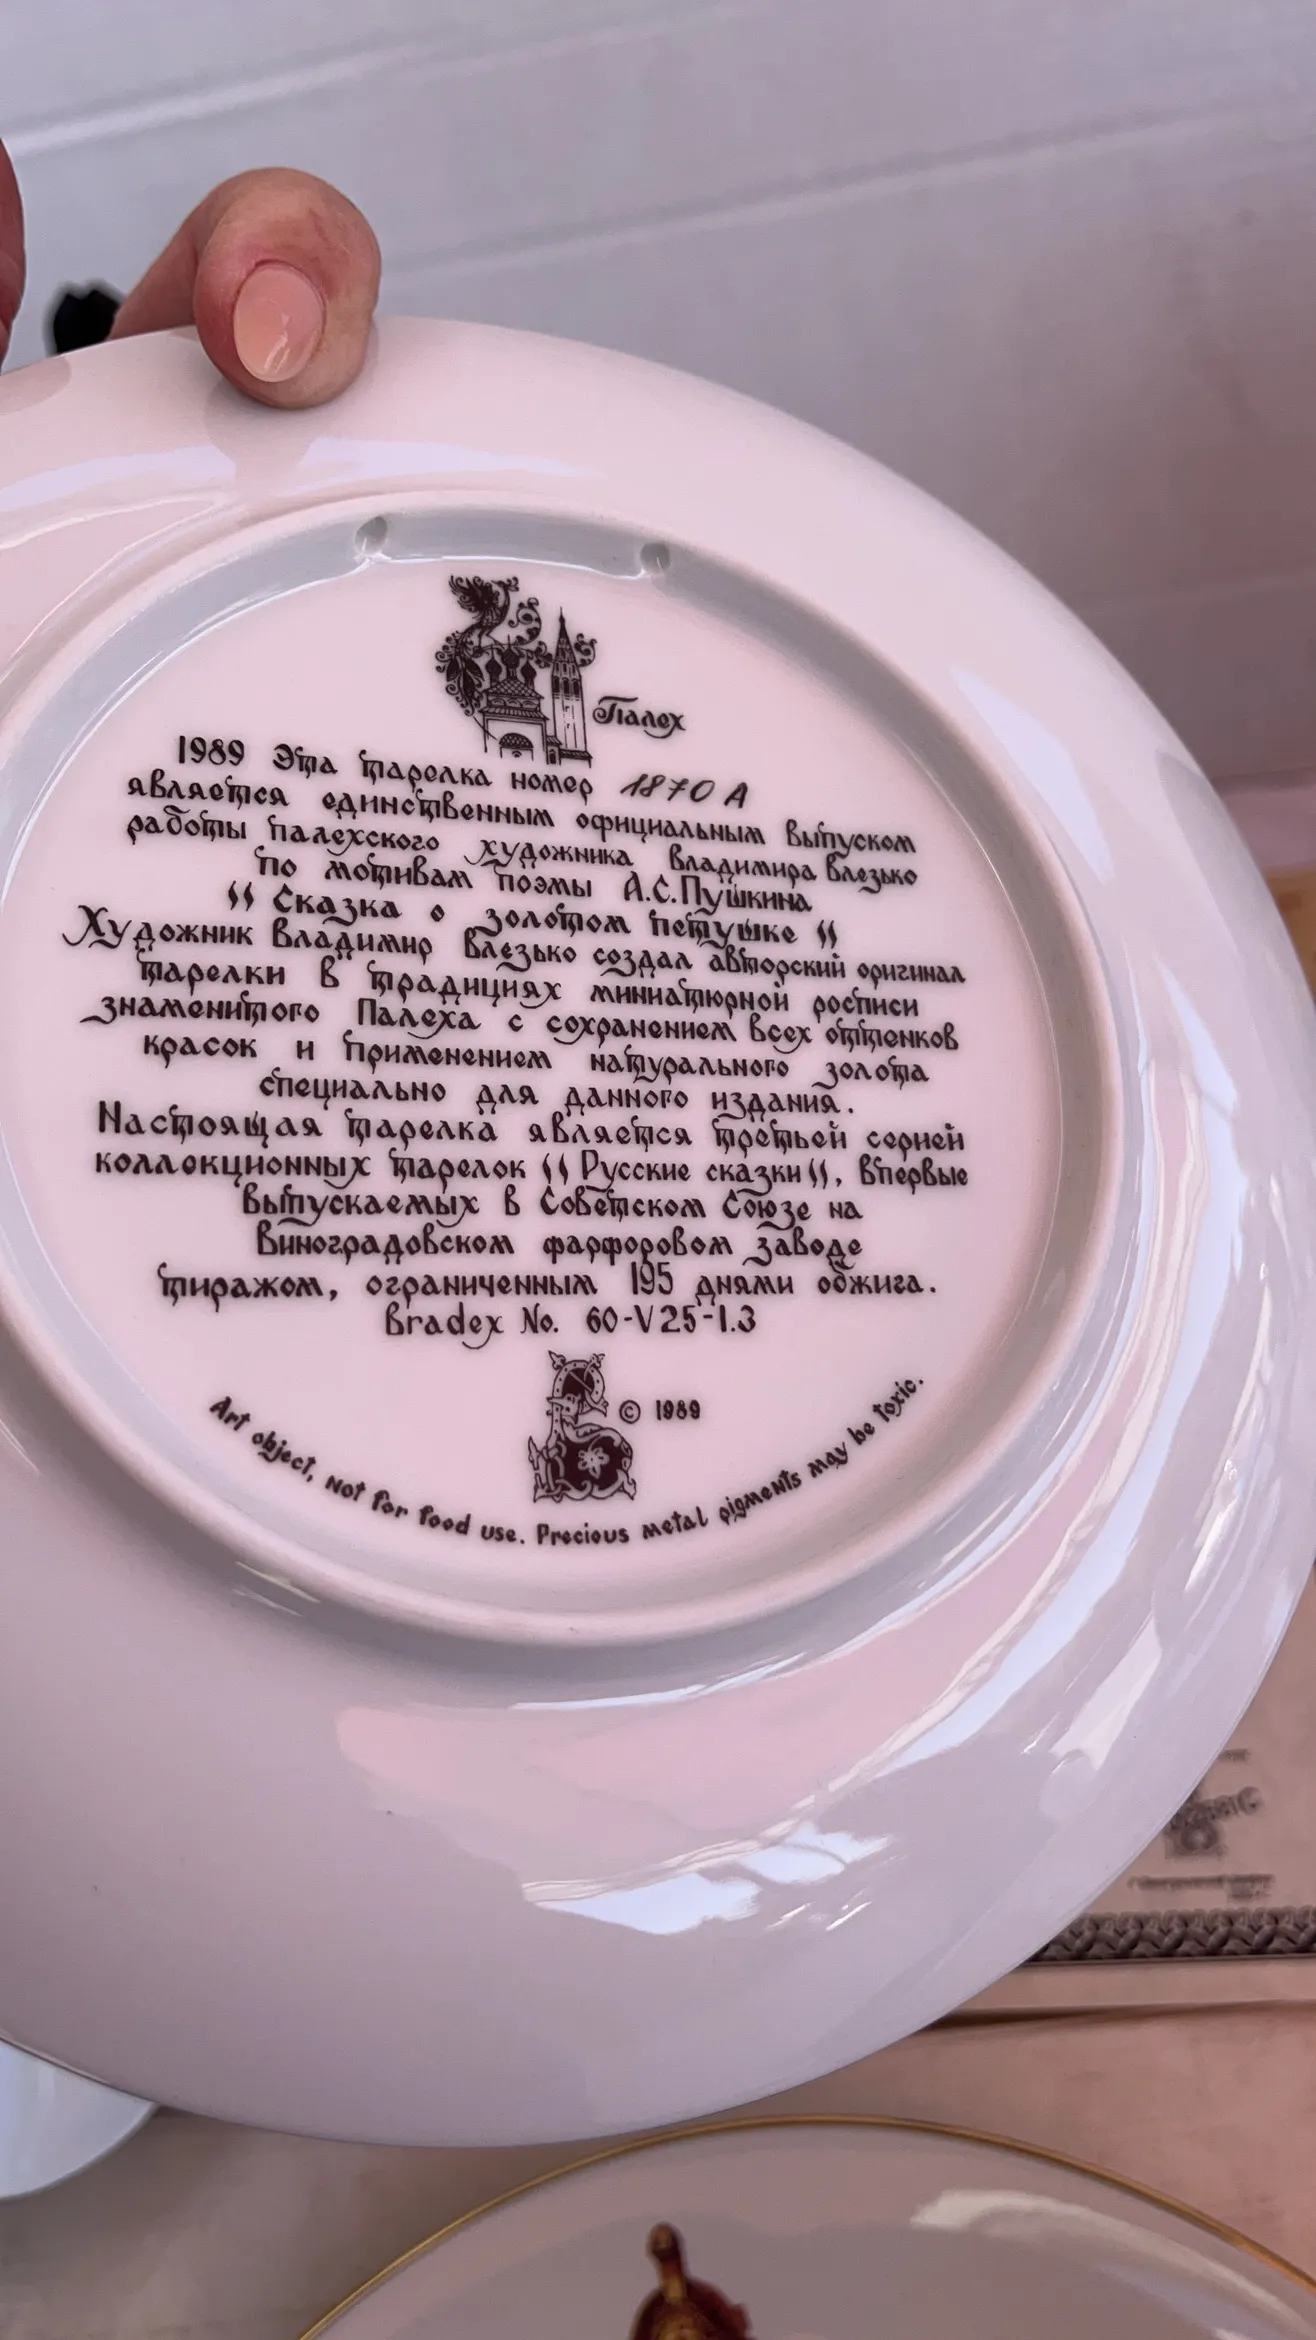 Палех
1989 Эта тарелка номер 1870 А
является единственным официальным выпуском
работы палехского художника Владимира Влезько
по мотивам поэмы А.С.Пушкина
"Сказка о золотом петушке"
Художник Владимир Влезько создал авторский оригинал
тарелки в традициях миниатюрной росписи
знаменитого Палеха с сохранением всех оттенков
красок и применением натурального золота
специально для данного издания.
Настоящая тарелка является третьей серией
коллекционных тарелок "Русские сказки", впервые
выпускаемых в Советском Союзе на
Виноградовском фарфоровом заводе
тиражом, ограниченным 195 днями обжига.
Bradex No. 60-V25-1.3
© 1989
Art object, not for food use. Precious metal pigments may be toxic.